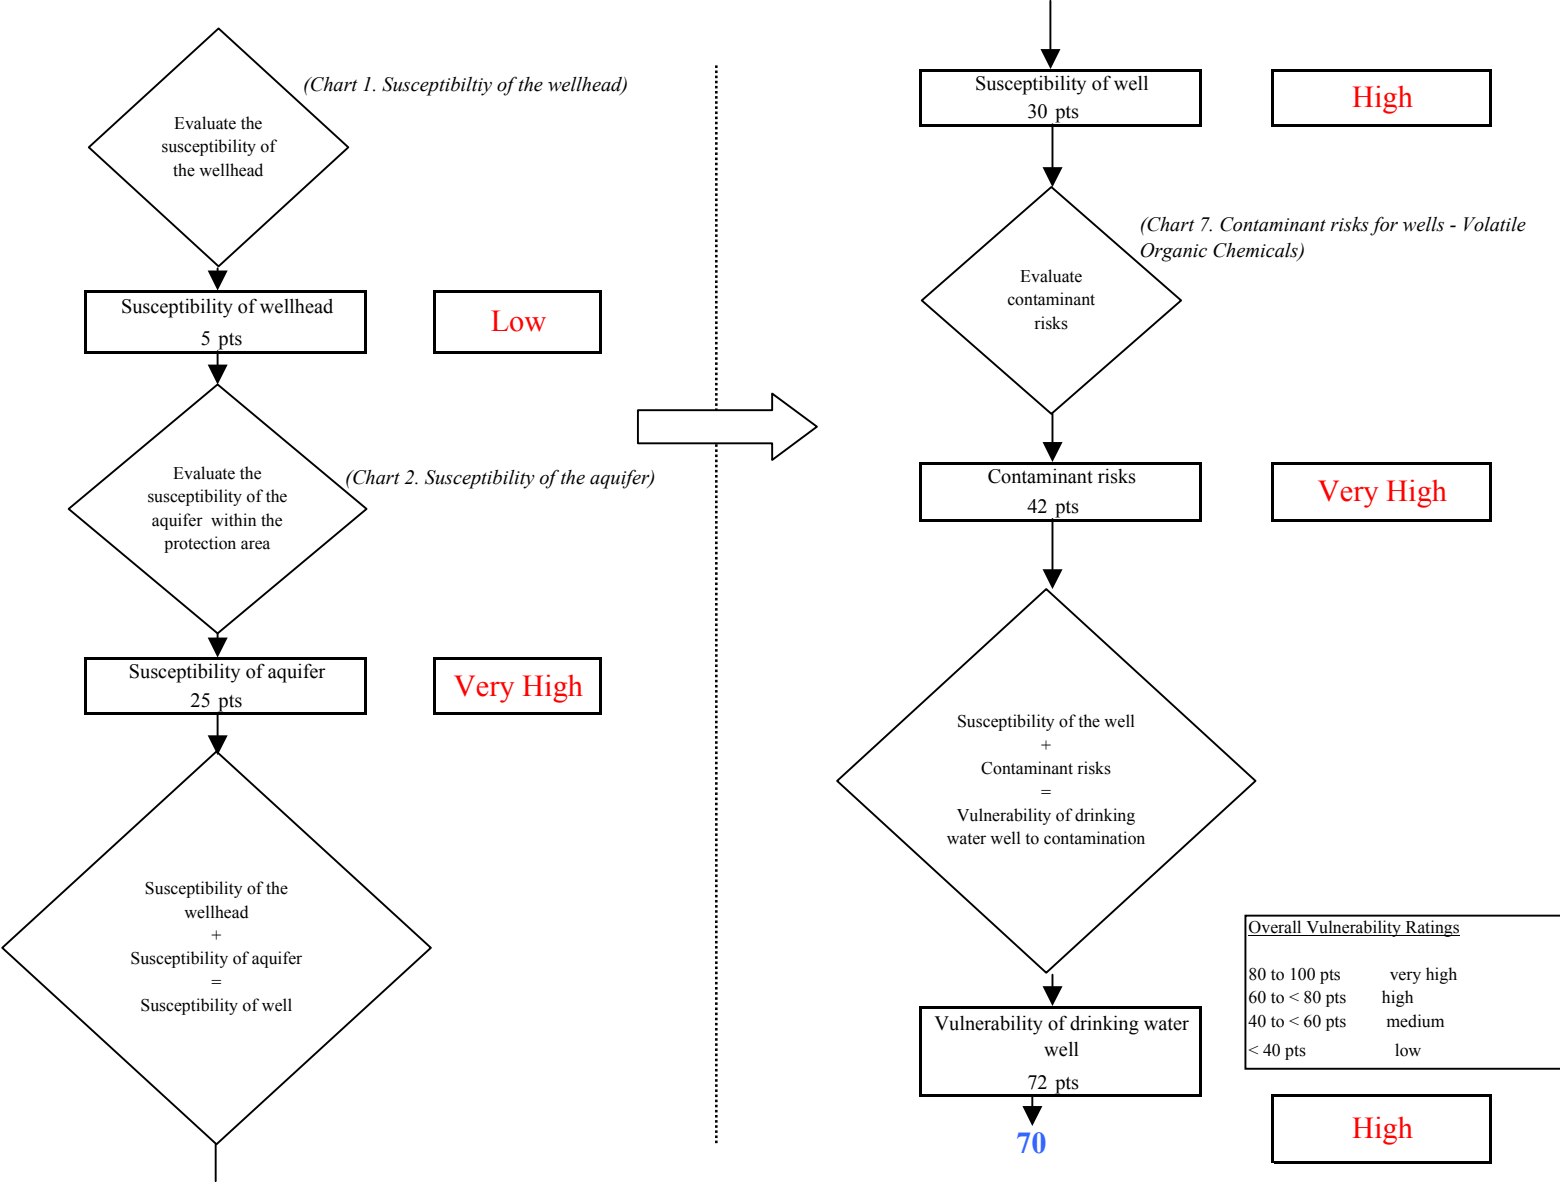 (Chart 1. Susceptibiltiy of the wellhead)
Evaluate the
susceptibility of
the wellhead
Susceptibility of wellhead
5 pts
Low
Evaluate the
susceptibility of the
aquifer within the
protection area
(Chart 2. Susceptibility of the aquifer)
Susceptibility of aquifer
25 pts
Very High
Susceptibility of the
wellhead
+
Susceptibility of aquifer
=
Susceptibility of well
Susceptibility of well
30 pts
High
(Chart 7. Contaminant risks for wells - Volatile
Organic Chemicals)
Evaluate
contaminant
risks
Contaminant risks
42 pts
Very High
Susceptibility of the well
+
Contaminant risks
=
Vulnerability of drinking
water well to contamination
Overall Vulnerability Ratings
80 to 100 pts very high
60 to < 80 pts high
40 to < 60 pts medium
< 40 pts low
Vulnerability of drinking water
well
72 pts
70
High